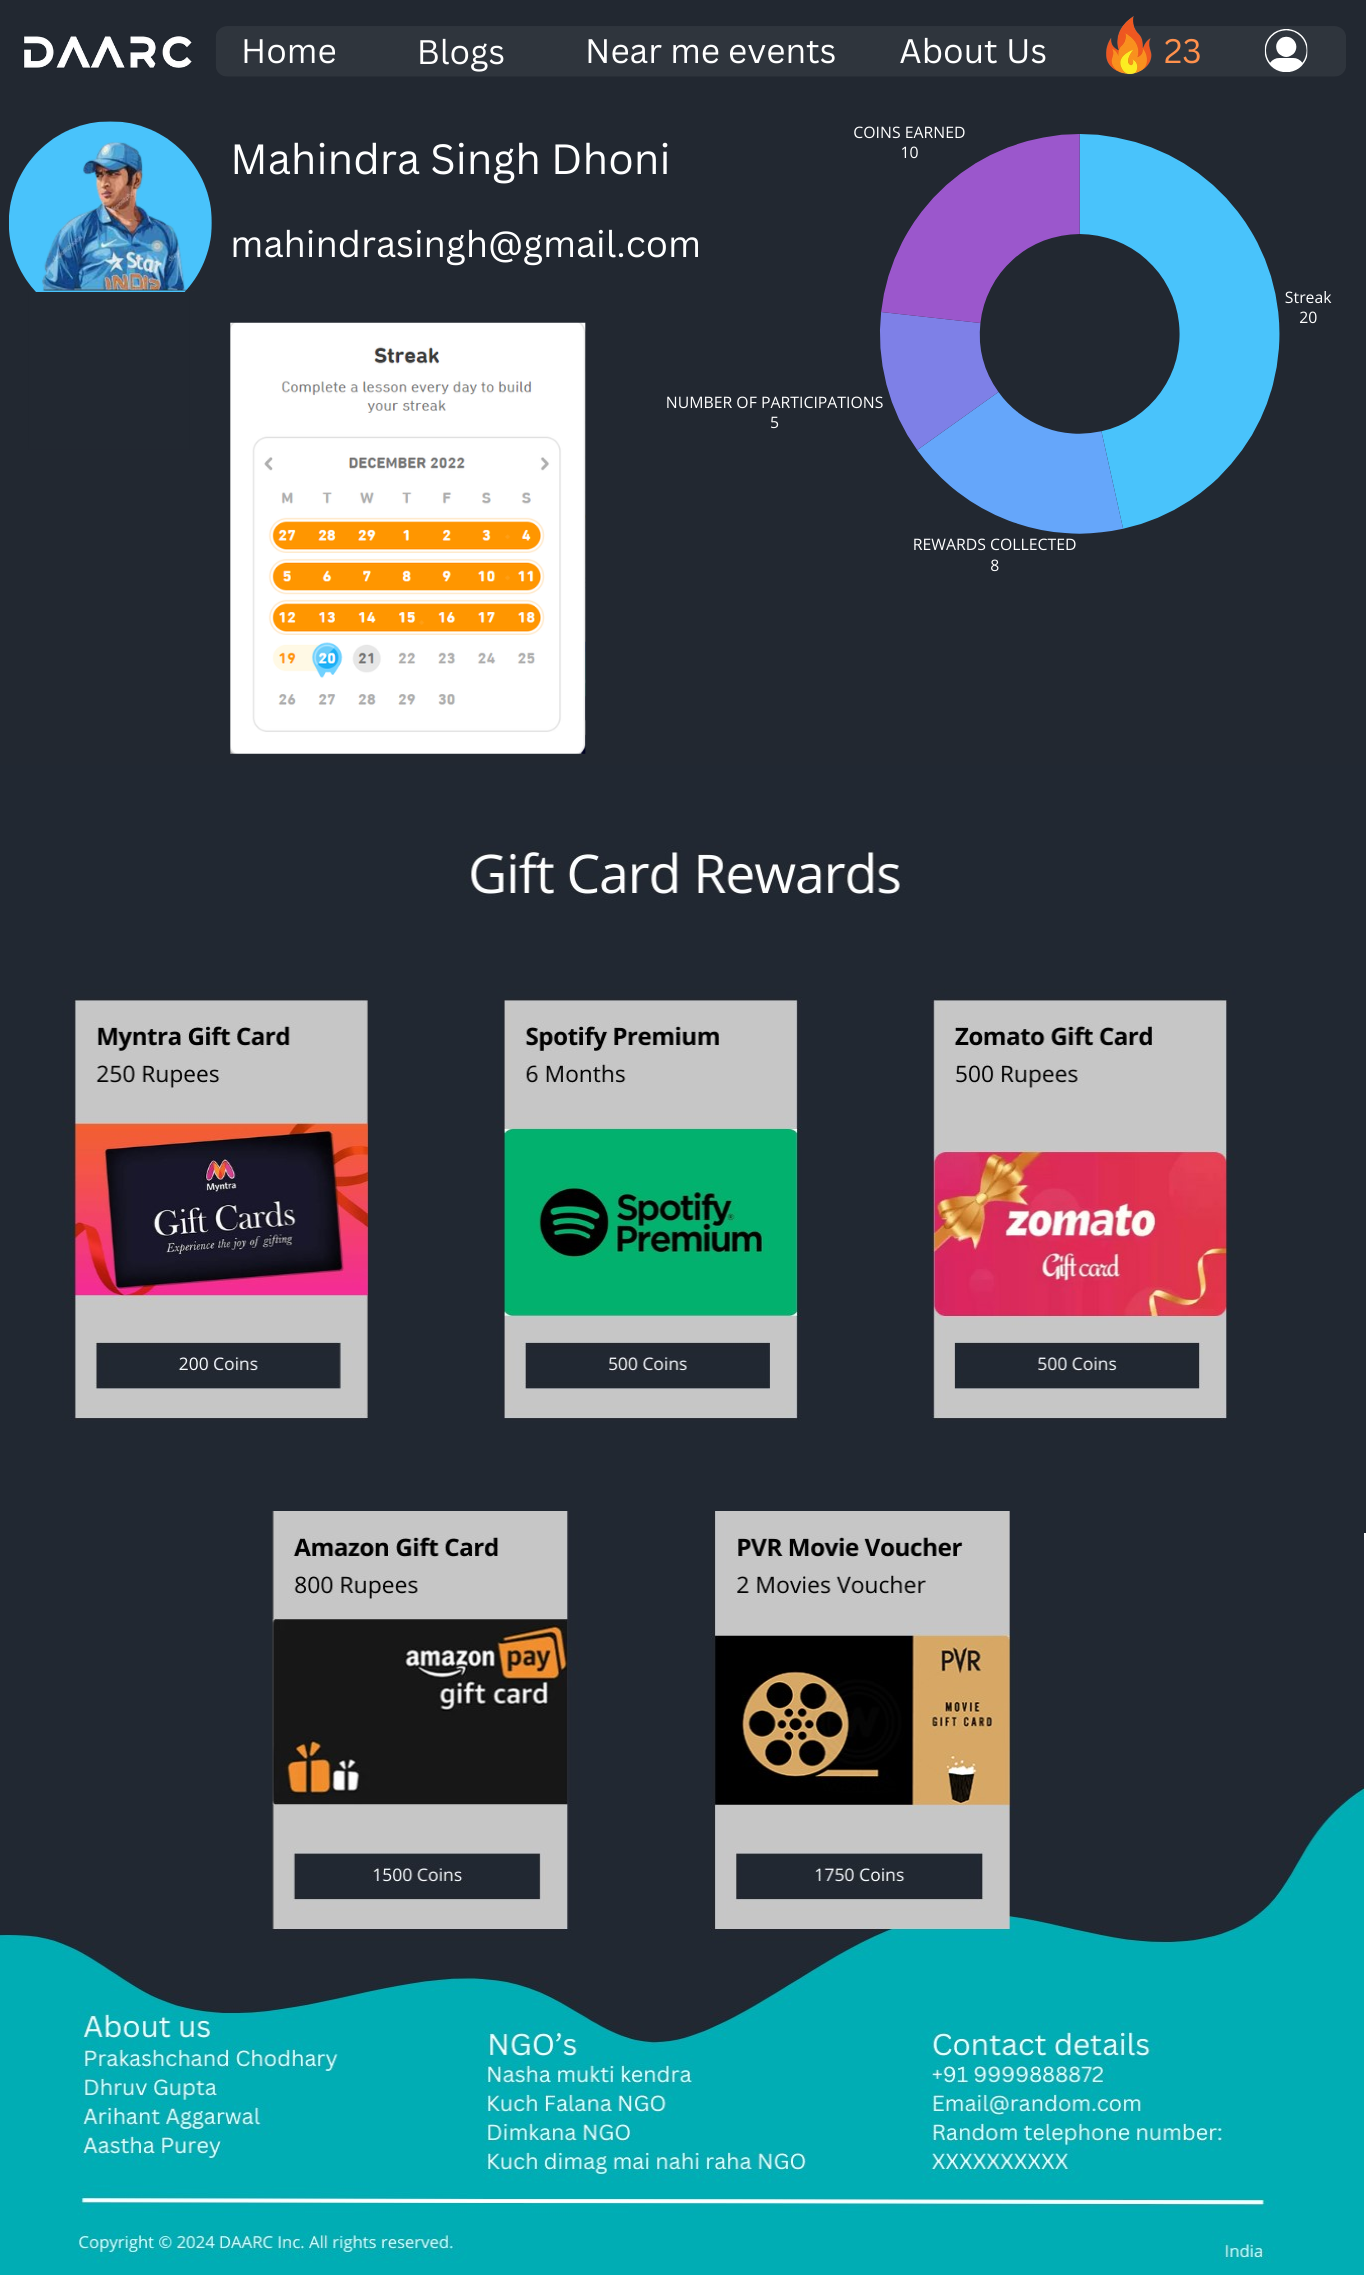 DAARC
Home
Blogs
Near me events
About Us
23
Mahindra Singh Dhoni
mahindrasingh@gmail.com
Star
INDIA
COINS EARNED
10
Streak
20
NUMBER OF PARTICIPATIONS
5
REWARDS COLLECTED
8
Streak
Complete a lesson every day to build
your streak
DECEMBER 2022
M T W T F S S
27 28 29 1 2 3 4
5 6 7 8 9 10 11
12 13 14 15 16 17 18
19 20 21 22 23 24 25
26 27 28 29 30
Gift Card Rewards
Myntra Gift Card
250 Rupees
Myntra
Gift Cards
Experience the joy of gifting
200 Coins
Spotify Premium
6 Months
Spotify
Premium
500 Coins
Zomato Gift Card
500 Rupees
zomato
Gift card
500 Coins
Amazon Gift Card
800 Rupees
amazon pay
gift card
1500 Coins
PVR Movie Voucher
2 Movies Voucher
PVR
MOVIE
GIFT CARD
1750 Coins
About us
Prakashchand Chodhary
Dhruv Gupta
Arihant Aggarwal
Aastha Purey
NGO’s
Nasha mukti kendra
Kuch Falana NGO
Dimkana NGO
Kuch dimag mai nahi raha NGO
Contact details
+91 9999888872
Email@random.com
Random telephone number:
XXXXXXXXXX
Copyright © 2024 DAARC Inc. All rights reserved.
India